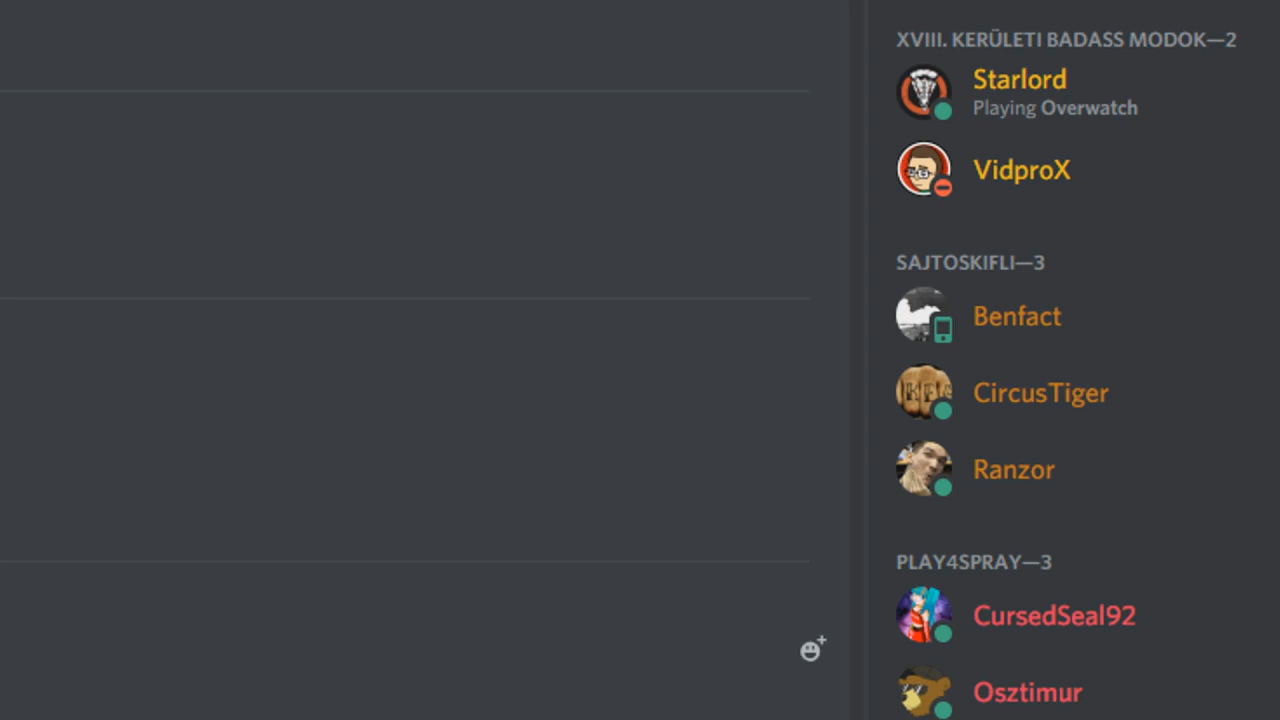 XVIII. KERÜLETI BADASS MODOK—2
Starlord
Playing Overwatch
VidproX
SAJTOSKIFLI—3
Benfact
CircusTiger
Ranzor
PLAY4SPRAY—3
CursedSeal92
Osztimur